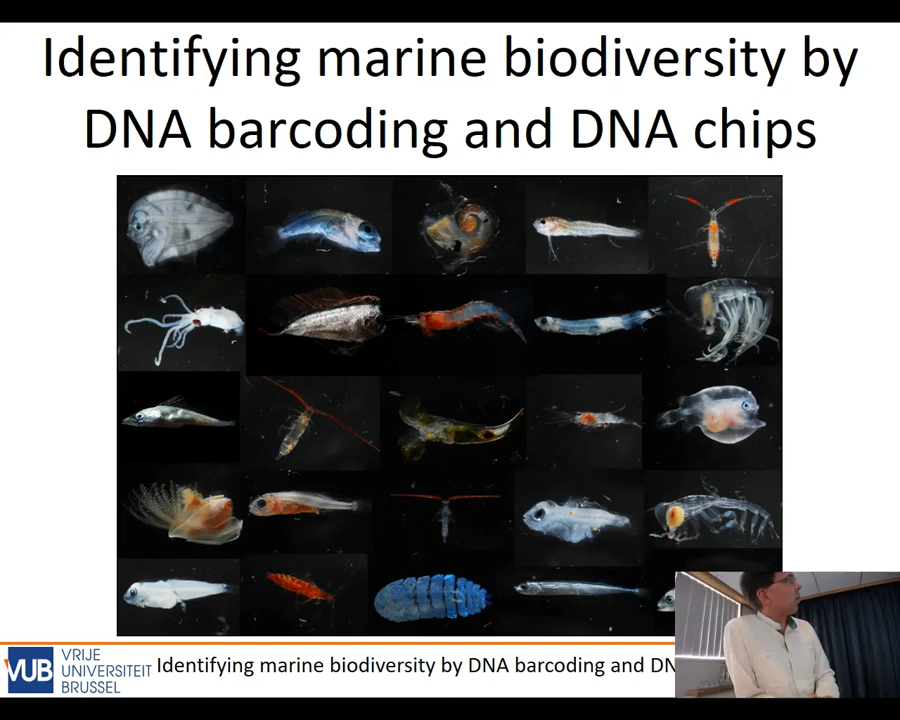 Identifying marine biodiversity by
DNA barcoding and DNA chips
VUB
VRIJE
UNIVERSITEIT
BRUSSEL
Identifying marine biodiversity by DNA barcoding and DN